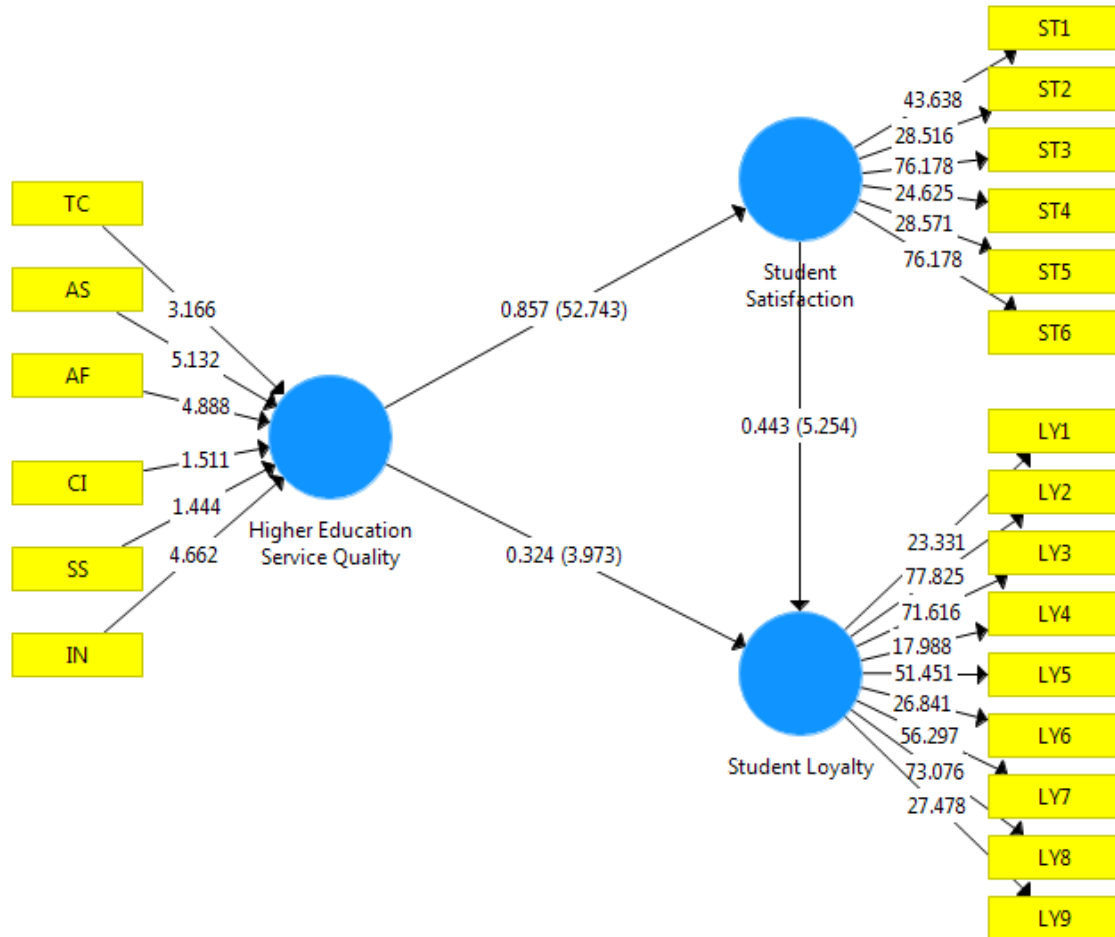 TC
AS
AF
CI
SS
IN
3.166
5.132
4.888
1.511
1.444
4.662
Higher Education
Service Quality
0.857 (52.743)
0.324 (3.973)
Student
Satisfaction
0.443 (5.254)
Student Loyalty
43.638
28.516
76.178
24.625
28.571
76.178
ST1
ST2
ST3
ST4
ST5
ST6
23.331
77.825
71.616
17.988
51.451
26.841
56.297
73.076
27.478
LY1
LY2
LY3
LY4
LY5
LY6
LY7
LY8
LY9